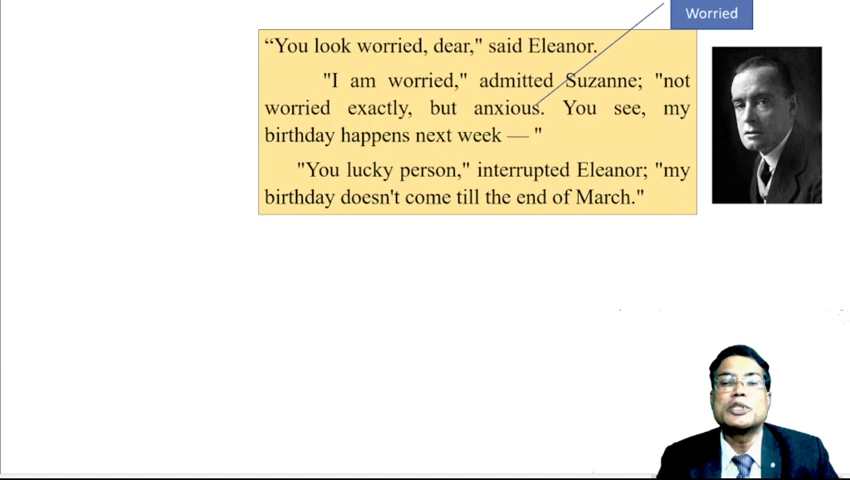 Worried
“You look worried, dear," said Eleanor.
"I am worried," admitted Suzanne; "not
worried exactly, but anxious. You see, my
birthday happens next week — "
"You lucky person," interrupted Eleanor; "my
birthday doesn't come till the end of March."